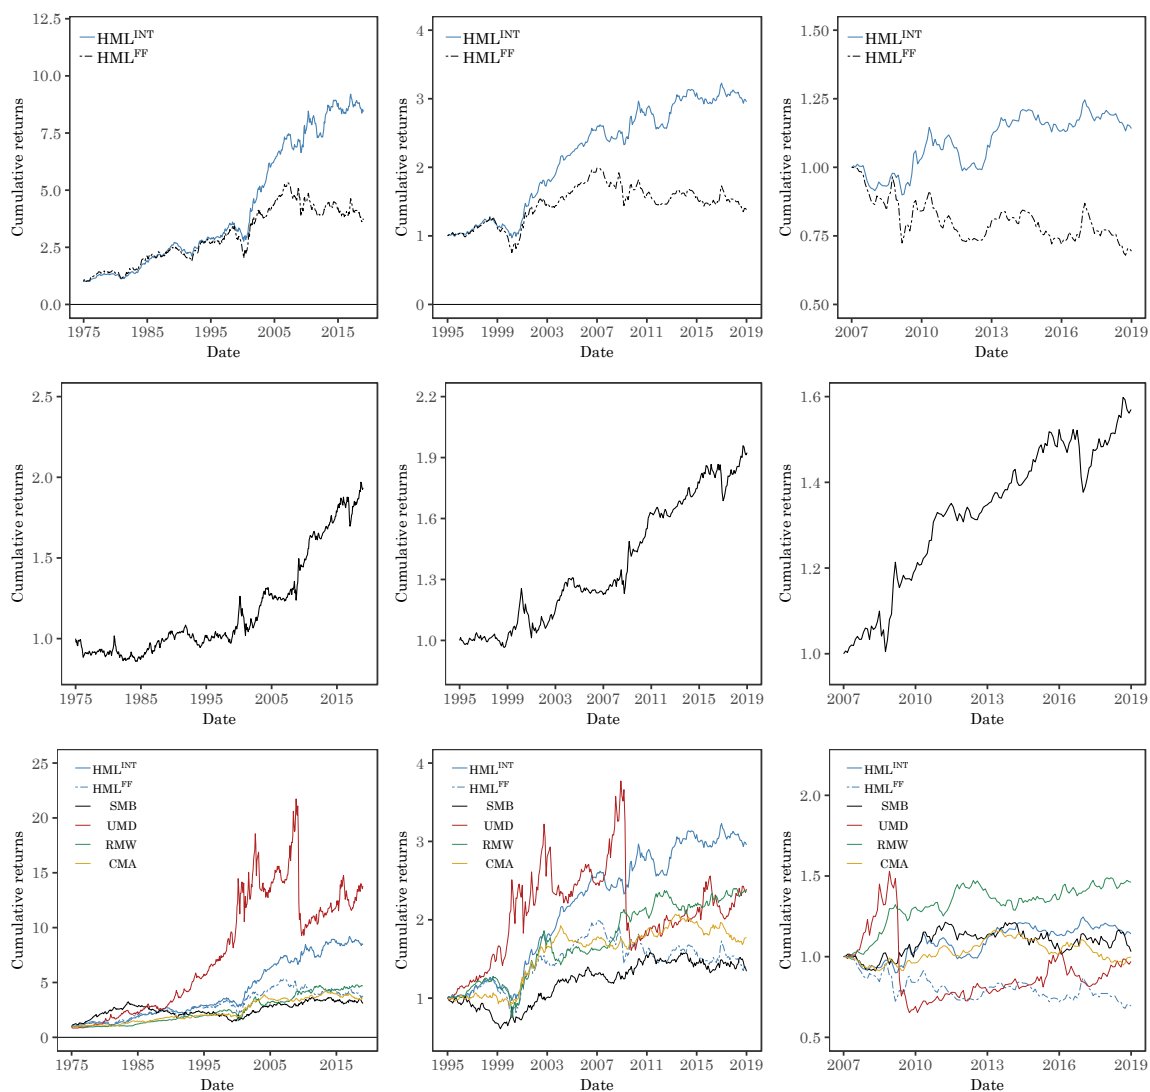 Cumulative returns
12.5
10.0
7.5
5.0
2.5
0.0
HML^INT
HML^FF
1975 1985 1995 2005 2015
Date
Cumulative returns
4
3
2
1
0
HML^INT
HML^FF
1995 1999 2003 2007 2011 2015 2019
Date
Cumulative returns
1.50
1.25
1.00
0.75
0.50
HML^INT
HML^FF
2007 2010 2013 2016 2019
Date
Cumulative returns
2.5
2.0
1.5
1.0
1975 1985 1995 2005 2015
Date
Cumulative returns
2.2
1.9
1.6
1.3
1.0
1995 1999 2003 2007 2011 2015 2019
Date
Cumulative returns
1.6
1.4
1.2
1.0
2007 2010 2013 2016 2019
Date
Cumulative returns
25
20
15
10
5
0
HML^INT
HML^FF
SMB
UMD
RMW
CMA
1975 1985 1995 2005 2015
Date
Cumulative returns
4
3
2
1
HML^INT
HML^FF
SMB
UMD
RMW
CMA
1995 1999 2003 2007 2011 2015 2019
Date
Cumulative returns
2.0
1.5
1.0
0.5
HML^INT
HML^FF
SMB
UMD
RMW
CMA
2007 2010 2013 2016 2019
Date